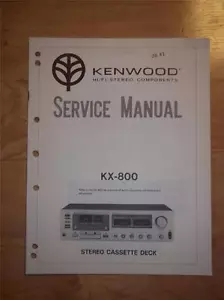 KENWOOD
HI-FI STEREO COMPONENTS
SERVICE MANUAL
KX-800
STEREO CASSETTE DECK